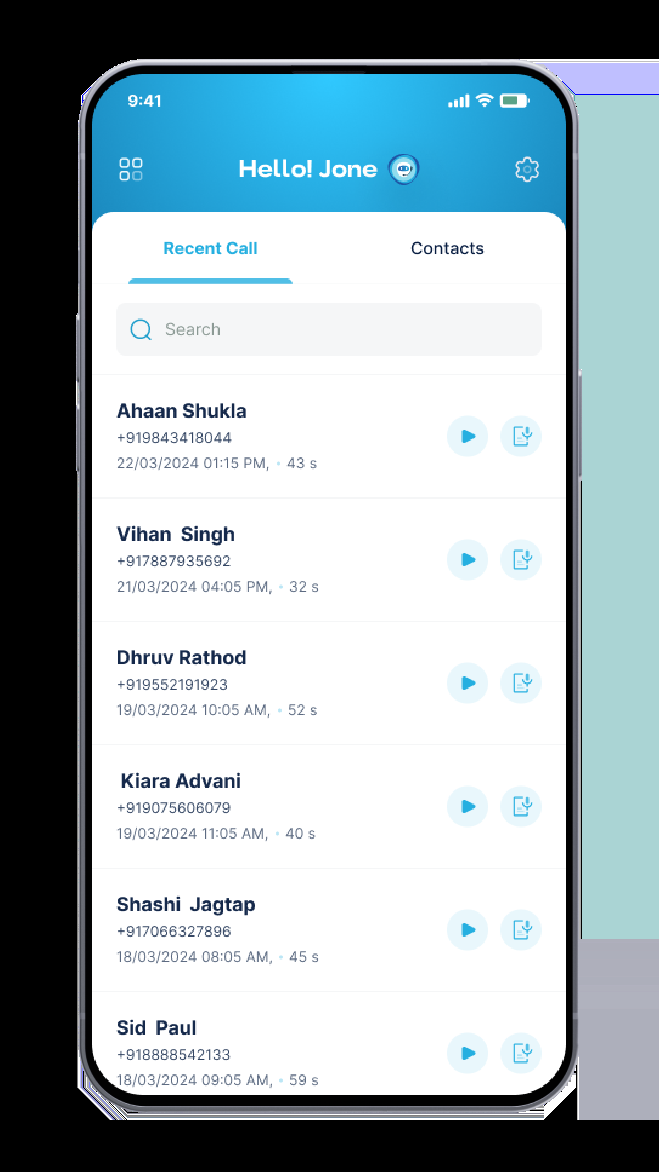 9:41
Hello! Jone
Recent Call
Contacts
Search
Ahaan Shukla
+919843418044
22/03/2024 01:15 PM, • 43 s
Vihan Singh
+917887935692
21/03/2024 04:05 PM, • 32 s
Dhruv Rathod
+919552191923
19/03/2024 10:05 AM, • 52 s
Kiara Advani
+919075606079
19/03/2024 11:05 AM, • 40 s
Shashi Jagtap
+917066327896
18/03/2024 08:05 AM, • 45 s
Sid Paul
+918888542133
18/03/2024 09:05 AM, • 59 s